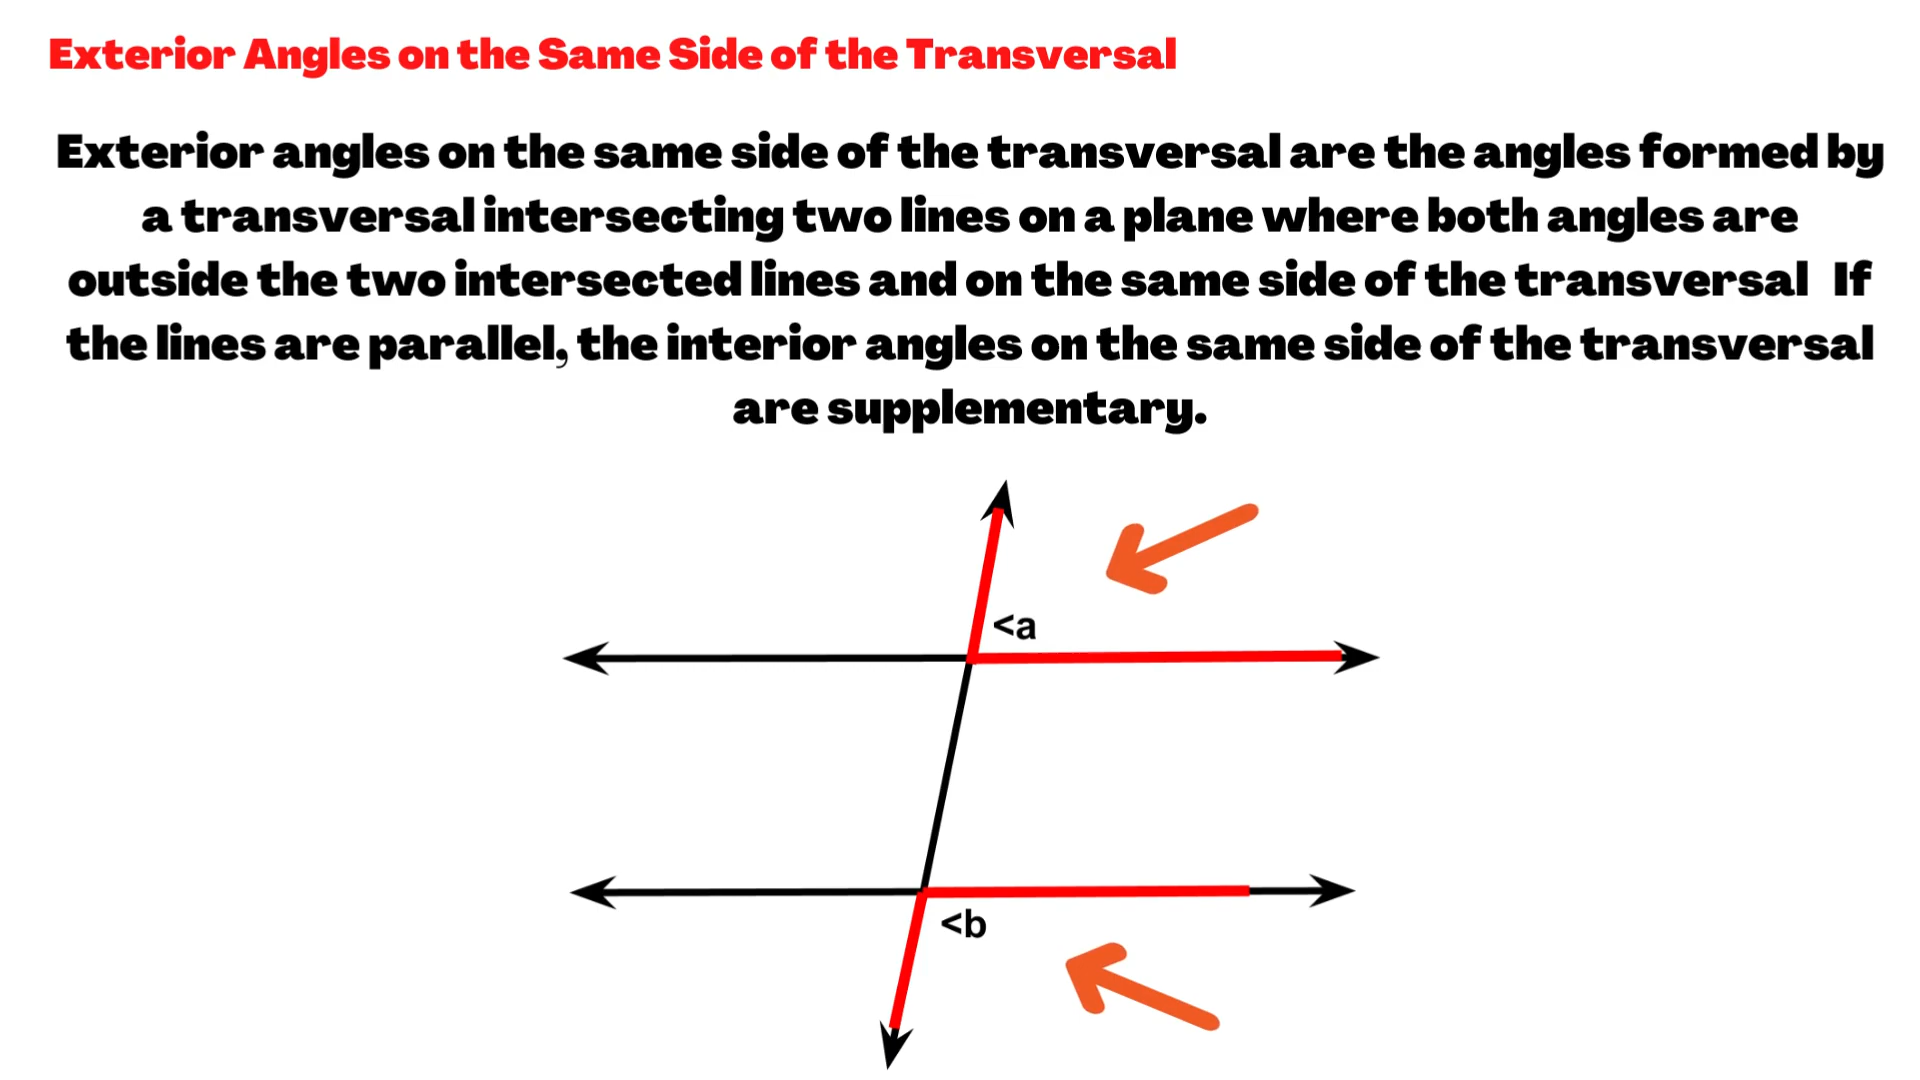 Exterior Angles on the Same Side of the Transversal
Exterior angles on the same side of the transversal are the angles formed by
a transversal intersecting two lines on a plane where both angles are
outside the two intersected lines and on the same side of the transversal If
the lines are parallel, the interior angles on the same side of the transversal
are supplementary.
<a
<b